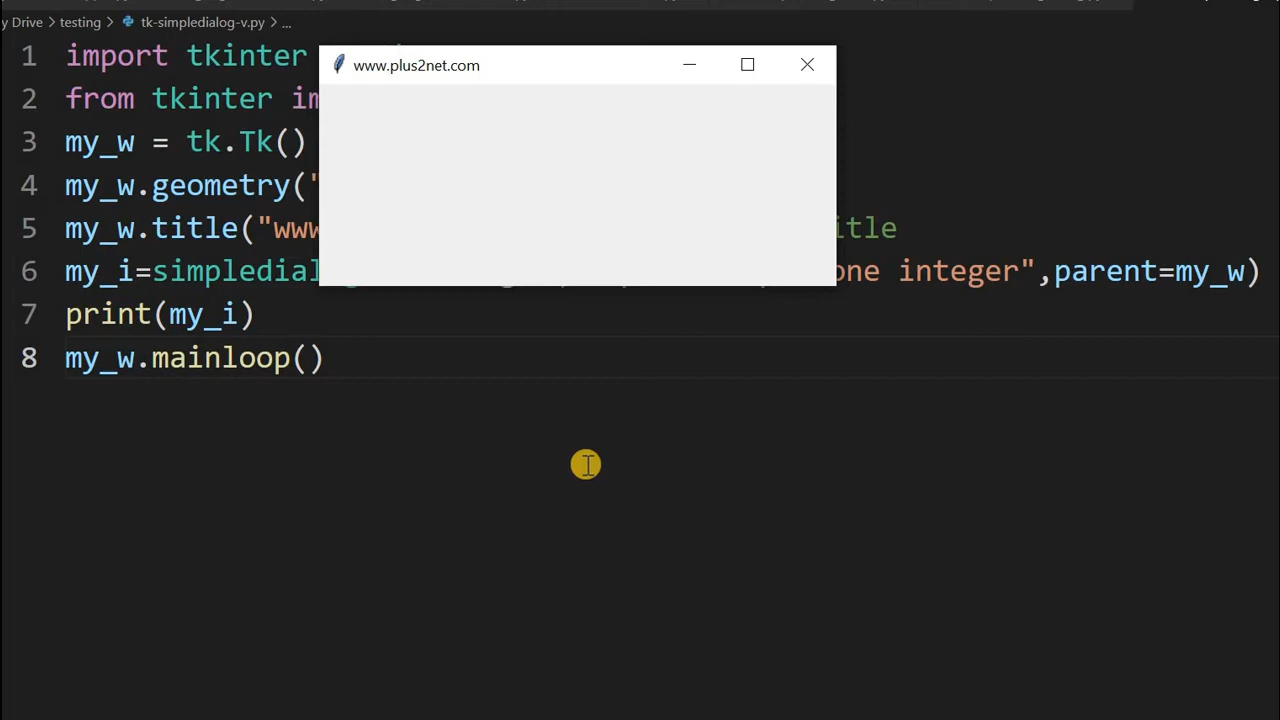 y Drive > testing > tk-simpledialog-v.py > ...
www.plus2net.com
1 import tkinter
2 from tkinter
3 my_w = tk.Tk()
4 my_w.geometry("
5 my_w.title("www
6 my_i=simpledial one integer",parent=my_w)
7 print(my_i)
8 my_w.mainloop()